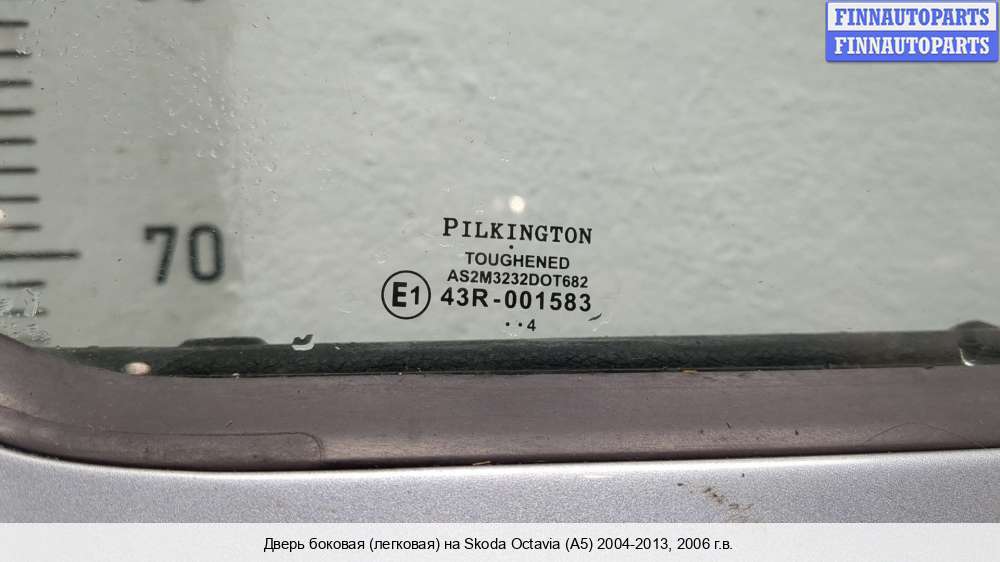 FINNAUTOPARTS
FINNAUTOPARTS
70
PILKINGTON
TOUGHENED
AS2M3232DOT682
E1 43R-001583
··4
Дверь боковая (легковая) на Skoda Octavia (A5) 2004-2013, 2006 г.в.